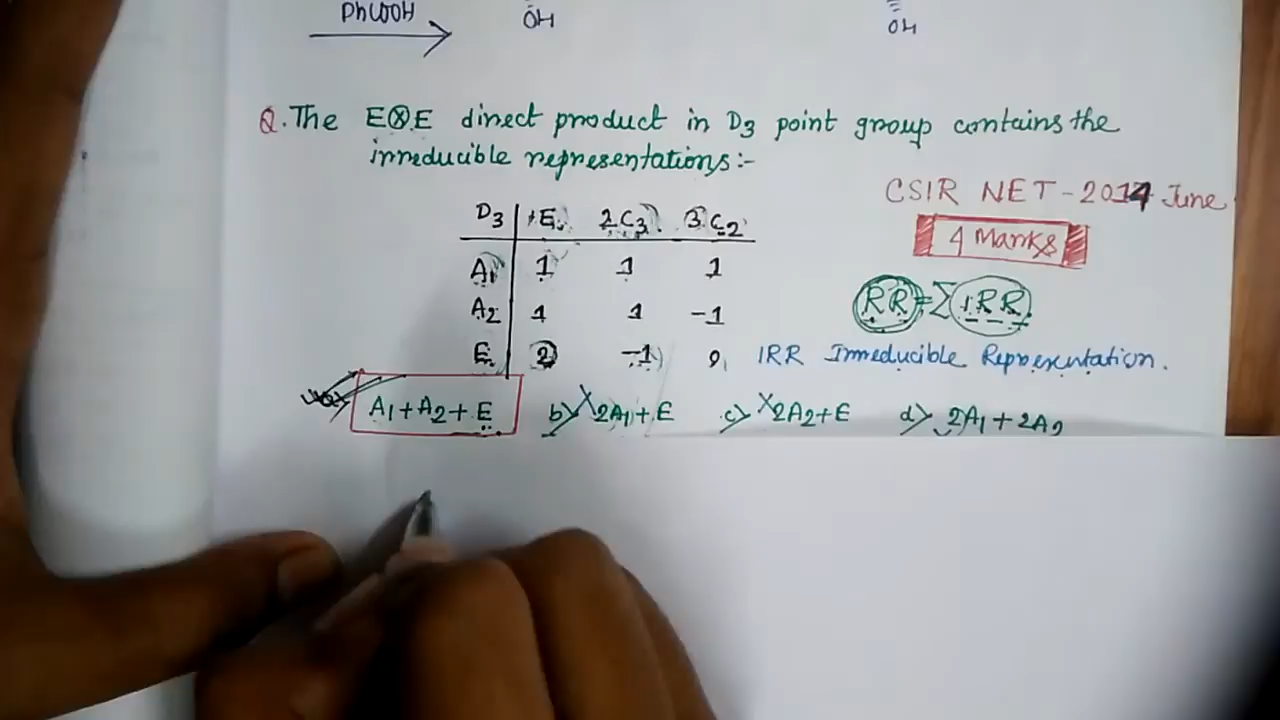 PhCOOH
OH
OH
Q. The E⊗E direct product in D3 point group contains the
irreducible representations:-
CSIR NET - 2014 June
4 Marks
D3 E 2C3 3C2
A1 1 1 1
A2 1 1 -1
E 2 -1 0
RR = Σ IRR
IRR Irreducible Representation.
A1 + A2 + E b) 2A1 + E c) 2A2 + E d) 2A1 + 2A2